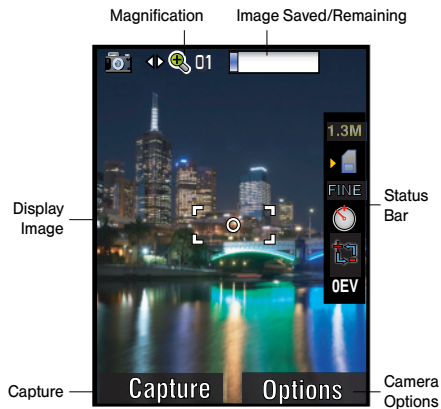 Magnification
Image Saved/Remaining
01
1.3M
FINE
Display
Image
Status
Bar
0EV
Capture
Capture
Options
Camera
Options